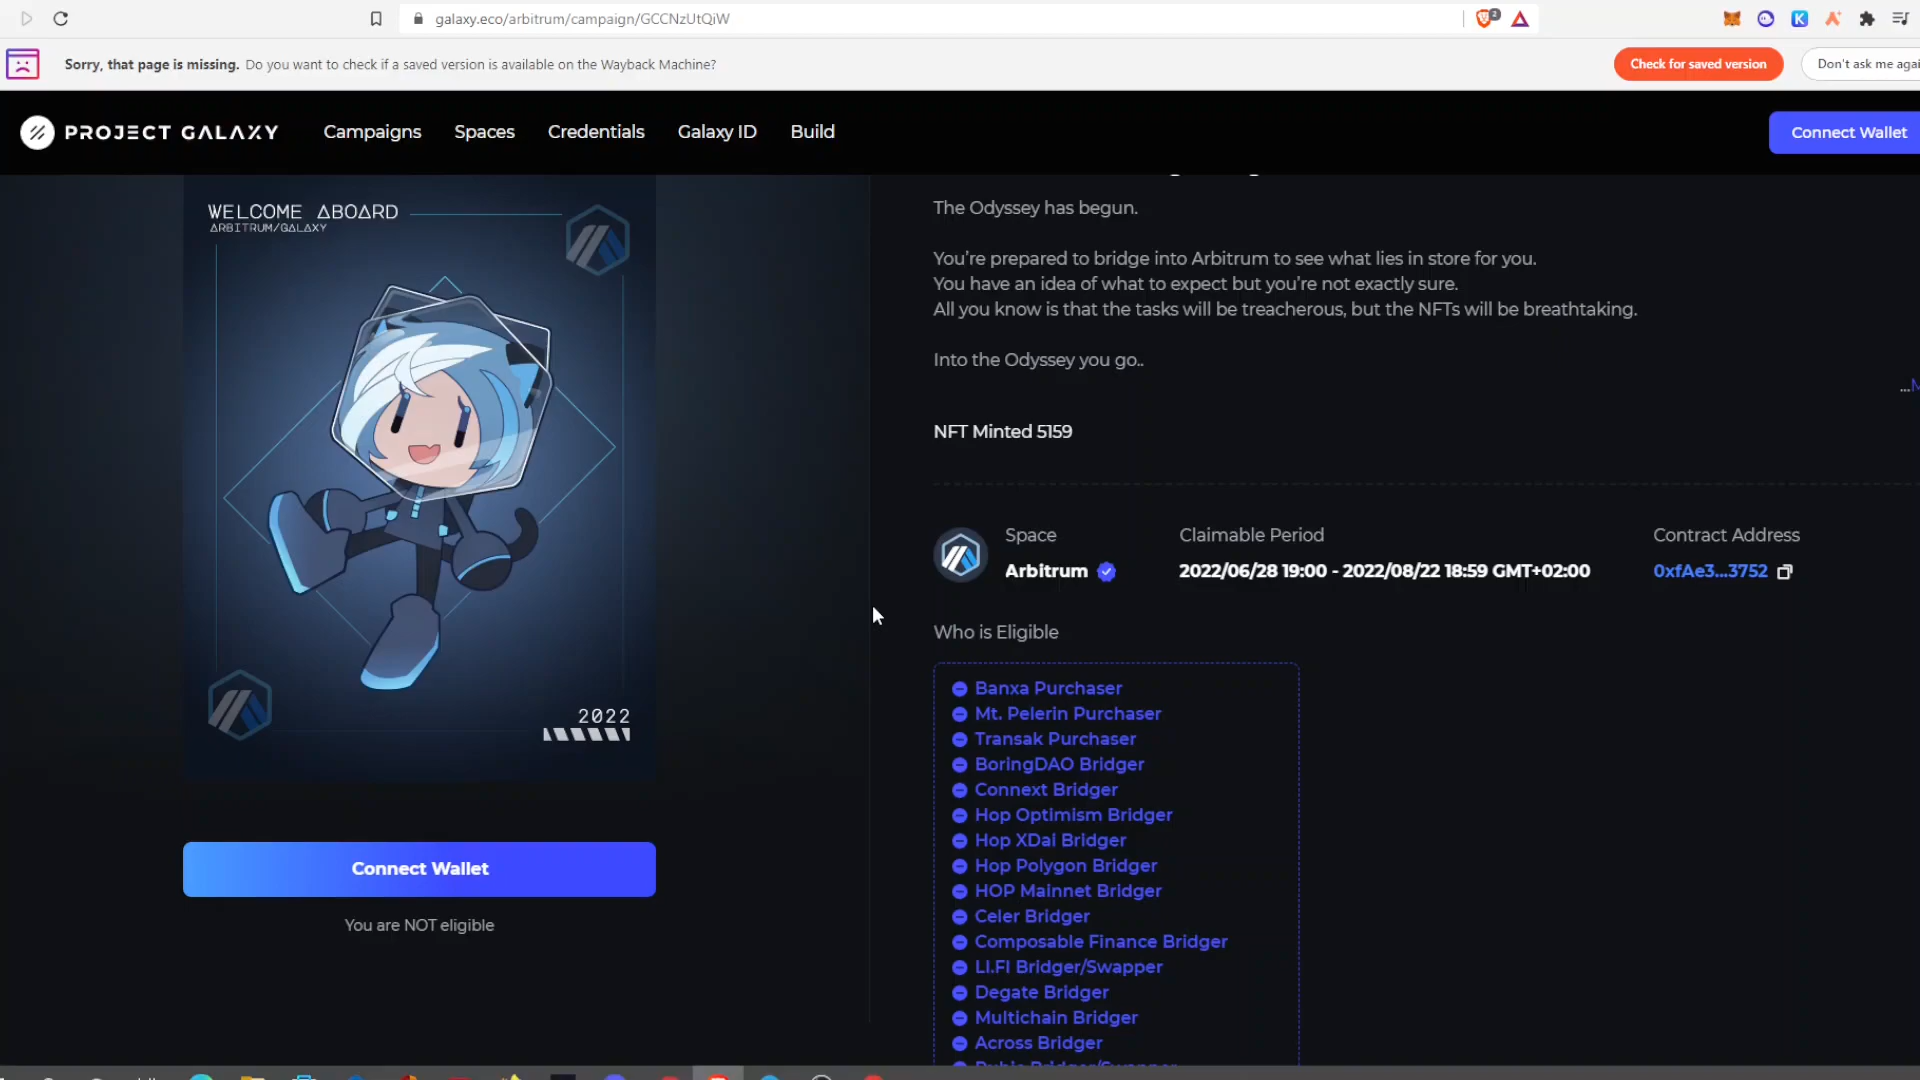 galaxy.eco/arbitrum/campaign/GCCNzUtQiW
2
Sorry, that page is missing. Do you want to check if a saved version is available on the Wayback Machine?
Check for saved version
Don't ask me agai
PROJECT GALAXY
Campaigns
Spaces
Credentials
Galaxy ID
Build
Connect Wallet
WELCOME ABOARD
ARBITRUM/GALAXY
2022
Connect Wallet
You are NOT eligible
The Odyssey has begun.
You’re prepared to bridge into Arbitrum to see what lies in store for you.
You have an idea of what to expect but you’re not exactly sure.
All you know is that the tasks will be treacherous, but the NFTs will be breathtaking.
Into the Odyssey you go..
...M
NFT Minted 5159
Space
Arbitrum
Claimable Period
2022/06/28 19:00 - 2022/08/22 18:59 GMT+02:00
Contract Address
0xfAe3...3752
Who is Eligible
Banxa Purchaser
Mt. Pelerin Purchaser
Transak Purchaser
BoringDAO Bridger
Connext Bridger
Hop Optimism Bridger
Hop XDai Bridger
Hop Polygon Bridger
HOP Mainnet Bridger
Celer Bridger
Composable Finance Bridger
LI.FI Bridger/Swapper
Degate Bridger
Multichain Bridger
Across Bridger